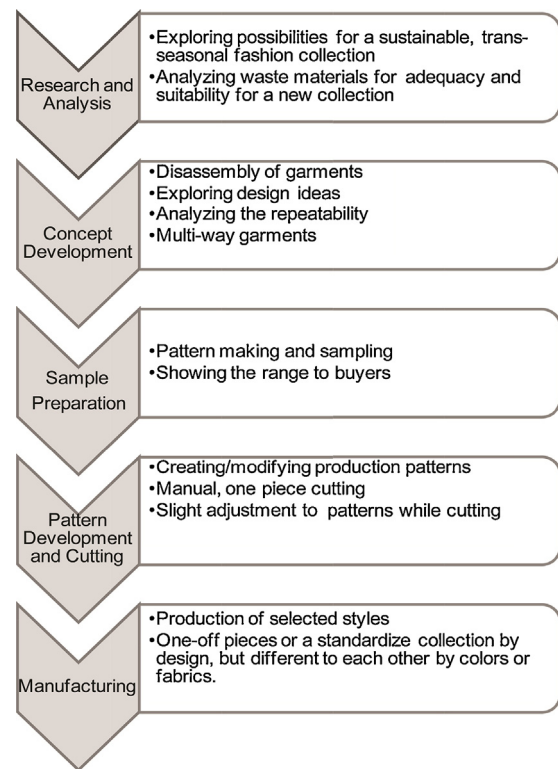 Research and
Analysis
•Exploring possibilities for a sustainable, trans-
seasonal fashion collection
•Analyzing waste materials for adequacy and
suitability for a new collection
Concept
Development
•Disassembly of garments
•Exploring design ideas
•Analyzing the repeatability
•Multi-way garments
Sample
Preparation
•Pattern making and sampling
•Showing the range to buyers
Pattern
Development
and Cutting
•Creating/modifying production patterns
•Manual, one piece cutting
•Slight adjustment to patterns while cutting
Manufacturing
•Production of selected styles
•One-off pieces or a standardize collection by
design, but different to each other by colors or
fabrics.